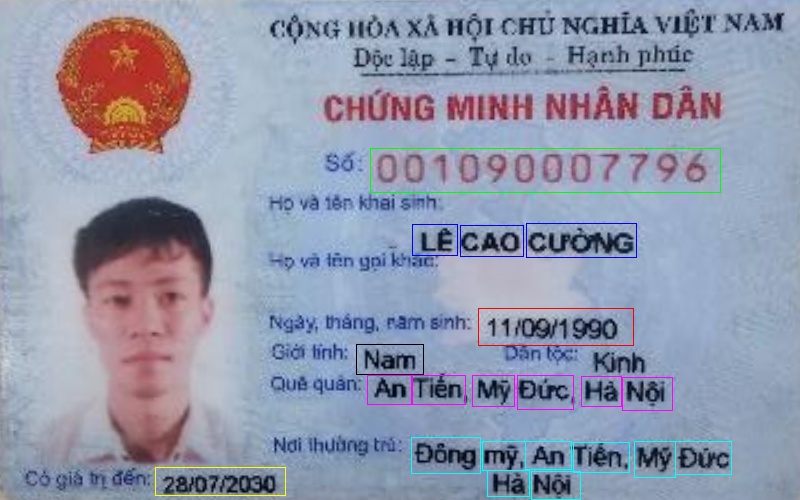 CỘNG HÒA XÃ HỘI CHỦ NGHĨA VIỆT NAM
Độc lập - Tự do - Hạnh phúc
CHỨNG MINH NHÂN DÂN
Số: 001090007796
Họ và tên khai sinh:
LÊ CAO CƯỜNG
Họ và tên gọi khác:
Ngày, tháng, năm sinh: 11/09/1990
Giới tính: Nam Dân tộc: Kinh
Quê quán: An Tiến, Mỹ Đức, Hà Nội
Nơi thường trú: Đông mỹ, An Tiến, Mỹ Đức
Hà Nội
Có giá trị đến: 28/07/2030